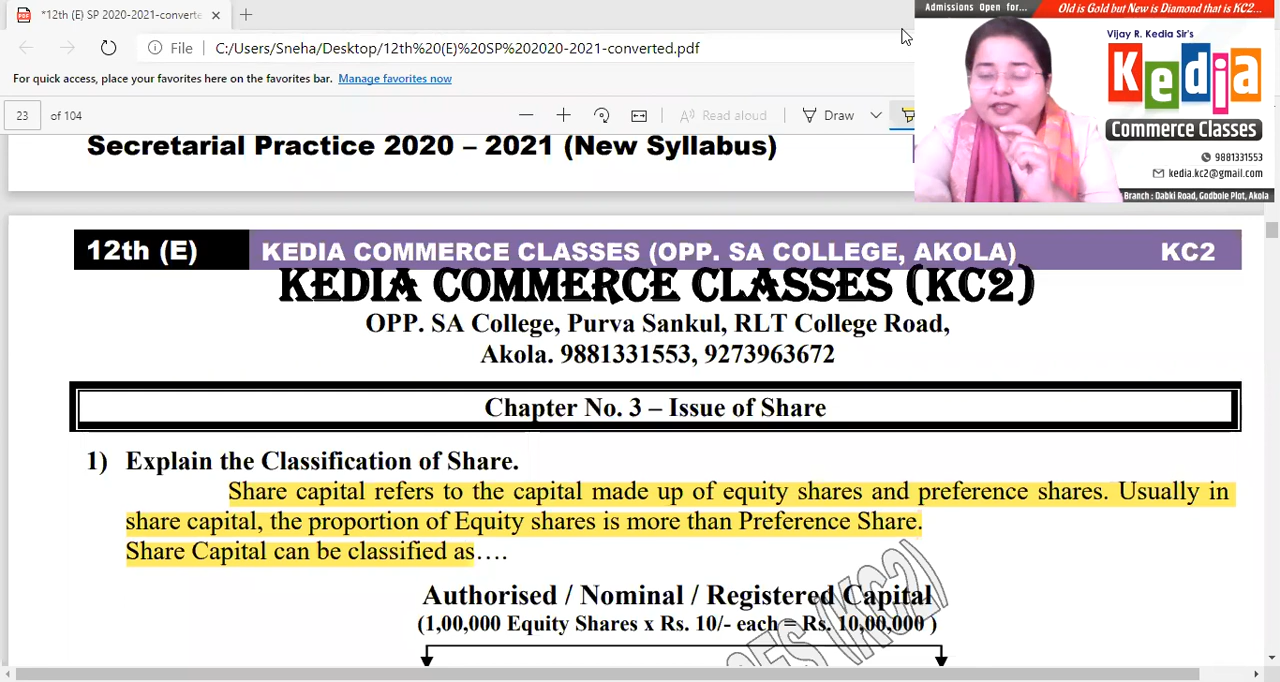 *12th (E) SP 2020-2021-converte
File C:/Users/Sneha/Desktop/12th%20(E)%20SP%202020-2021-converted.pdf
For quick access, place your favorites here on the favorites bar. Manage favorites now
23 of 104 Read aloud Draw
Admissions Open for... Old is Gold but New is Diamond that is KC2...
Vijay R. Kedia Sir's
Kedia
Commerce Classes
9881331553
kedia.kc2@gmail.com
Branch : Dabki Road, Godbole Plot, Akola
Secretarial Practice 2020 – 2021 (New Syllabus)
12th (E) KEDIA COMMERCE CLASSES (OPP. SA COLLEGE, AKOLA) KC2
KEDIA COMMERCE CLASSES (KC2)
OPP. SA College, Purva Sankul, RLT College Road,
Akola. 9881331553, 9273963672
Chapter No. 3 – Issue of Share
1) Explain the Classification of Share.
Share capital refers to the capital made up of equity shares and preference shares. Usually in
share capital, the proportion of Equity shares is more than Preference Share.
Share Capital can be classified as….
Authorised / Nominal / Registered Capital
(1,00,000 Equity Shares x Rs. 10/- each = Rs. 10,00,000 )
(KC2)